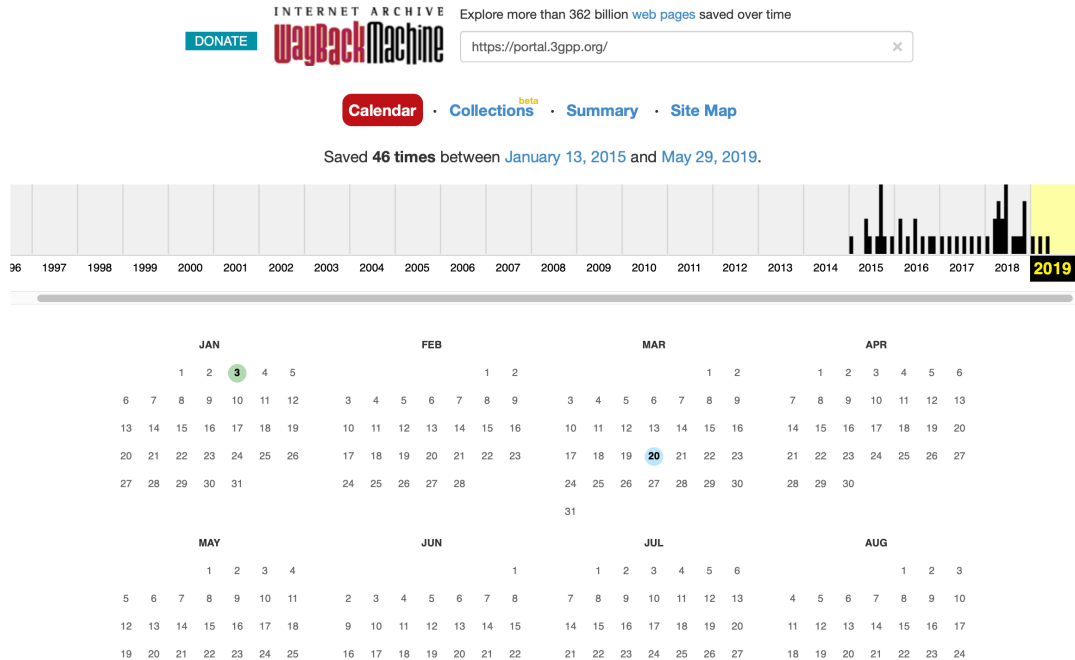 INTERNET ARCHIVE
WayBackMachine
DONATE
Explore more than 362 billion web pages saved over time
https://portal.3gpp.org/ ×
Calendar · Collections beta · Summary · Site Map
Saved 46 times between January 13, 2015 and May 29, 2019.
96 1997 1998 1999 2000 2001 2002 2003 2004 2005 2006 2007 2008 2009 2010 2011 2012 2013 2014 2015 2016 2017 2018 2019
JAN
1 2 3 4 5
6 7 8 9 10 11 12
13 14 15 16 17 18 19
20 21 22 23 24 25 26
27 28 29 30 31
FEB
1 2
3 4 5 6 7 8 9
10 11 12 13 14 15 16
17 18 19 20 21 22 23
24 25 26 27 28
MAR
1 2
3 4 5 6 7 8 9
10 11 12 13 14 15 16
17 18 19 20 21 22 23
24 25 26 27 28 29 30
31
APR
1 2 3 4 5 6
7 8 9 10 11 12 13
14 15 16 17 18 19 20
21 22 23 24 25 26 27
28 29 30
MAY
1 2 3 4
5 6 7 8 9 10 11
12 13 14 15 16 17 18
19 20 21 22 23 24 25
JUN
1
2 3 4 5 6 7 8
9 10 11 12 13 14 15
16 17 18 19 20 21 22
JUL
1 2 3 4 5 6
7 8 9 10 11 12 13
14 15 16 17 18 19 20
21 22 23 24 25 26 27
AUG
1 2 3
4 5 6 7 8 9 10
11 12 13 14 15 16 17
18 19 20 21 22 23 24